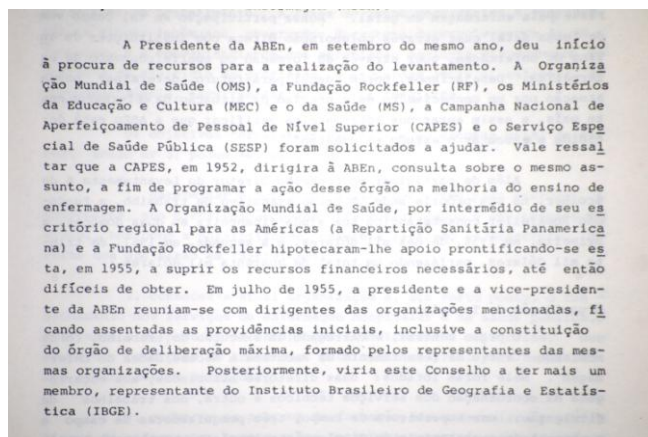 A Presidente da ABEn, em setembro do mesmo ano, deu início
à procura de recursos para a realização do levantamento. A Organiza
ção Mundial de Saúde (OMS), a Fundação Rockfeller (RF), os Ministérios
da Educação e Cultura (MEC) e o da Saúde (MS), a Campanha Nacional de
Aperfeiçoamento de Pessoal de Nível Superior (CAPES) e o Serviço Espe
cial de Saúde Pública (SESP) foram solicitados a ajudar. Vale ressal
tar que a CAPES, em 1952, dirigira à ABEn, consulta sobre o mesmo as-
sunto, a fim de programar a ação desse órgão na melhoria do ensino de
enfermagem. A Organização Mundial de Saúde, por intermédio de seu es
critório regional para as Américas (a Repartição Sanitária Panamerica
na) e a Fundação Rockfeller hipotecaram-lhe apoio prontificando-se es
ta, em 1955, a suprir os recursos financeiros necessários, até então
difíceis de obter. Em julho de 1955, a presidente e a vice-presiden-
te da ABEn reuniam-se com dirigentes das organizações mencionadas, fi
cando assentadas as providências iniciais, inclusive a constituição
do órgão de deliberação máxima, formado pelos representantes das mes-
mas organizações. Posteriormente, viria este Conselho a ter mais um
membro, representante do Instituto Brasileiro de Geografia e Estatís-
tica (IBGE).